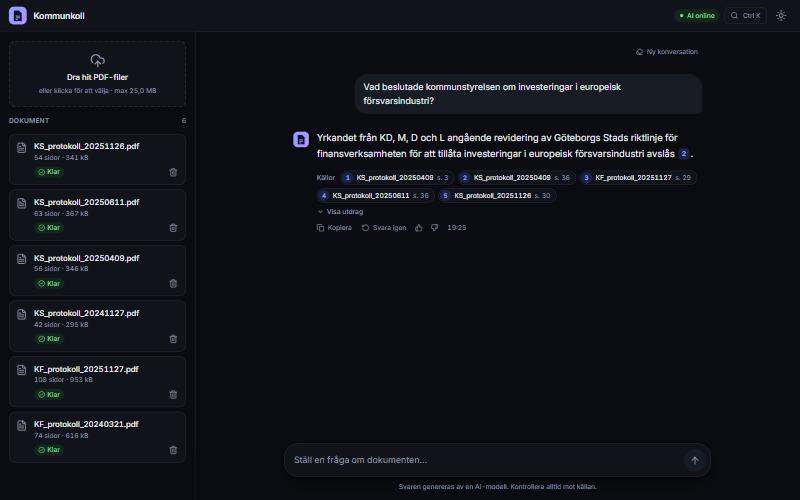 Kommunkoll
AI online
Ctrl K
Dra hit PDF-filer
eller klicka för att välja · max 25,0 MB
DOKUMENT 6
KS_protokoll_20251126.pdf
54 sidor · 341 kB
Klar
KS_protokoll_20250611.pdf
63 sidor · 367 kB
Klar
KS_protokoll_20250409.pdf
56 sidor · 346 kB
Klar
KS_protokoll_20241127.pdf
42 sidor · 295 kB
Klar
KF_protokoll_20251127.pdf
108 sidor · 953 kB
Klar
KF_protokoll_20240321.pdf
74 sidor · 616 kB
Klar
Ny konversation
Vad beslutade kommunstyrelsen om investeringar i europeisk
försvarsindustri?
Yrkandet från KD, M, D och L angående revidering av Göteborgs Stads riktlinje för
finansverksamheten för att tillåta investeringar i europeisk försvarsindustri avslås 2 .
Källor 1 KS_protokoll_20250409 s. 3 2 KS_protokoll_20250409 s. 36 3 KF_protokoll_20251127 s. 29
4 KS_protokoll_20250611 s. 36 5 KS_protokoll_20251126 s. 30
Visa utdrag
Kopiera Svara igen 19:25
Ställ en fråga om dokumenten...
Svaren genereras av en AI-modell. Kontrollera alltid mot källan.